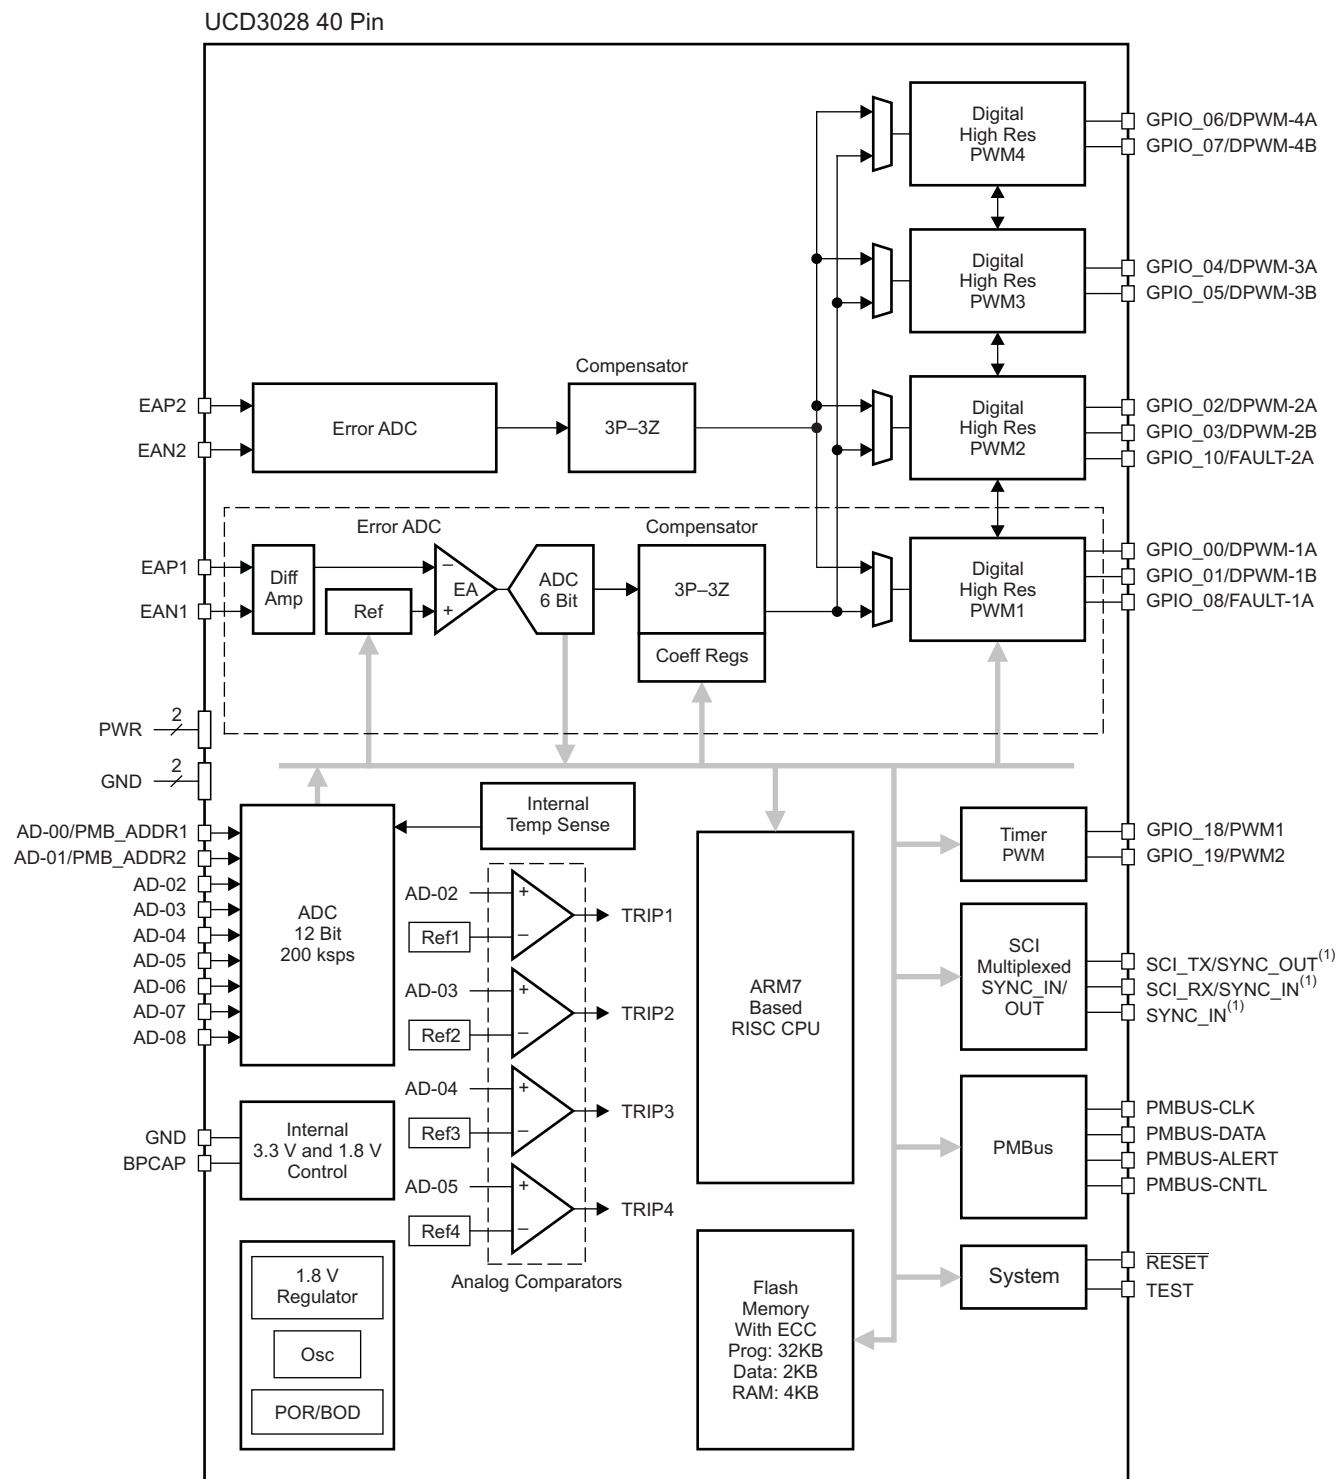 UCD3028 40 Pin
Digital
High Res
PWM4
GPIO_06/DPWM-4A
GPIO_07/DPWM-4B
Digital
High Res
PWM3
GPIO_04/DPWM-3A
GPIO_05/DPWM-3B
Compensator
EAP2
EAN2
Error ADC
3P–3Z
Digital
High Res
PWM2
GPIO_02/DPWM-2A
GPIO_03/DPWM-2B
GPIO_10/FAULT-2A
Error ADC
Compensator
EAP1
EAN1
Diff
Amp
Ref
–
EA
+
ADC
6 Bit
3P–3Z
Coeff Regs
Digital
High Res
PWM1
GPIO_00/DPWM-1A
GPIO_01/DPWM-1B
GPIO_08/FAULT-1A
PWR 2
GND 2
AD-00/PMB_ADDR1
AD-01/PMB_ADDR2
AD-02
AD-03
AD-04
AD-05
AD-06
AD-07
AD-08
ADC
12 Bit
200 ksps
Internal
Temp Sense
AD-02
+
Ref1
–
TRIP1
AD-03
+
Ref2
–
TRIP2
AD-04
+
Ref3
–
TRIP3
AD-05
+
Ref4
–
TRIP4
Analog Comparators
ARM7
Based
RISC CPU
Timer
PWM
GPIO_18/PWM1
GPIO_19/PWM2
SCI
Multiplexed
SYNC_IN/
OUT
SCI_TX/SYNC_OUT(1)
SCI_RX/SYNC_IN(1)
SYNC_IN(1)
PMBus
PMBUS-CLK
PMBUS-DATA
PMBUS-ALERT
PMBUS-CNTL
GND
BPCAP
Internal
3.3 V and 1.8 V
Control
1.8 V
Regulator
Osc
POR/BOD
Flash
Memory
With ECC
Prog: 32KB
Data: 2KB
RAM: 4KB
System
RESET
TEST